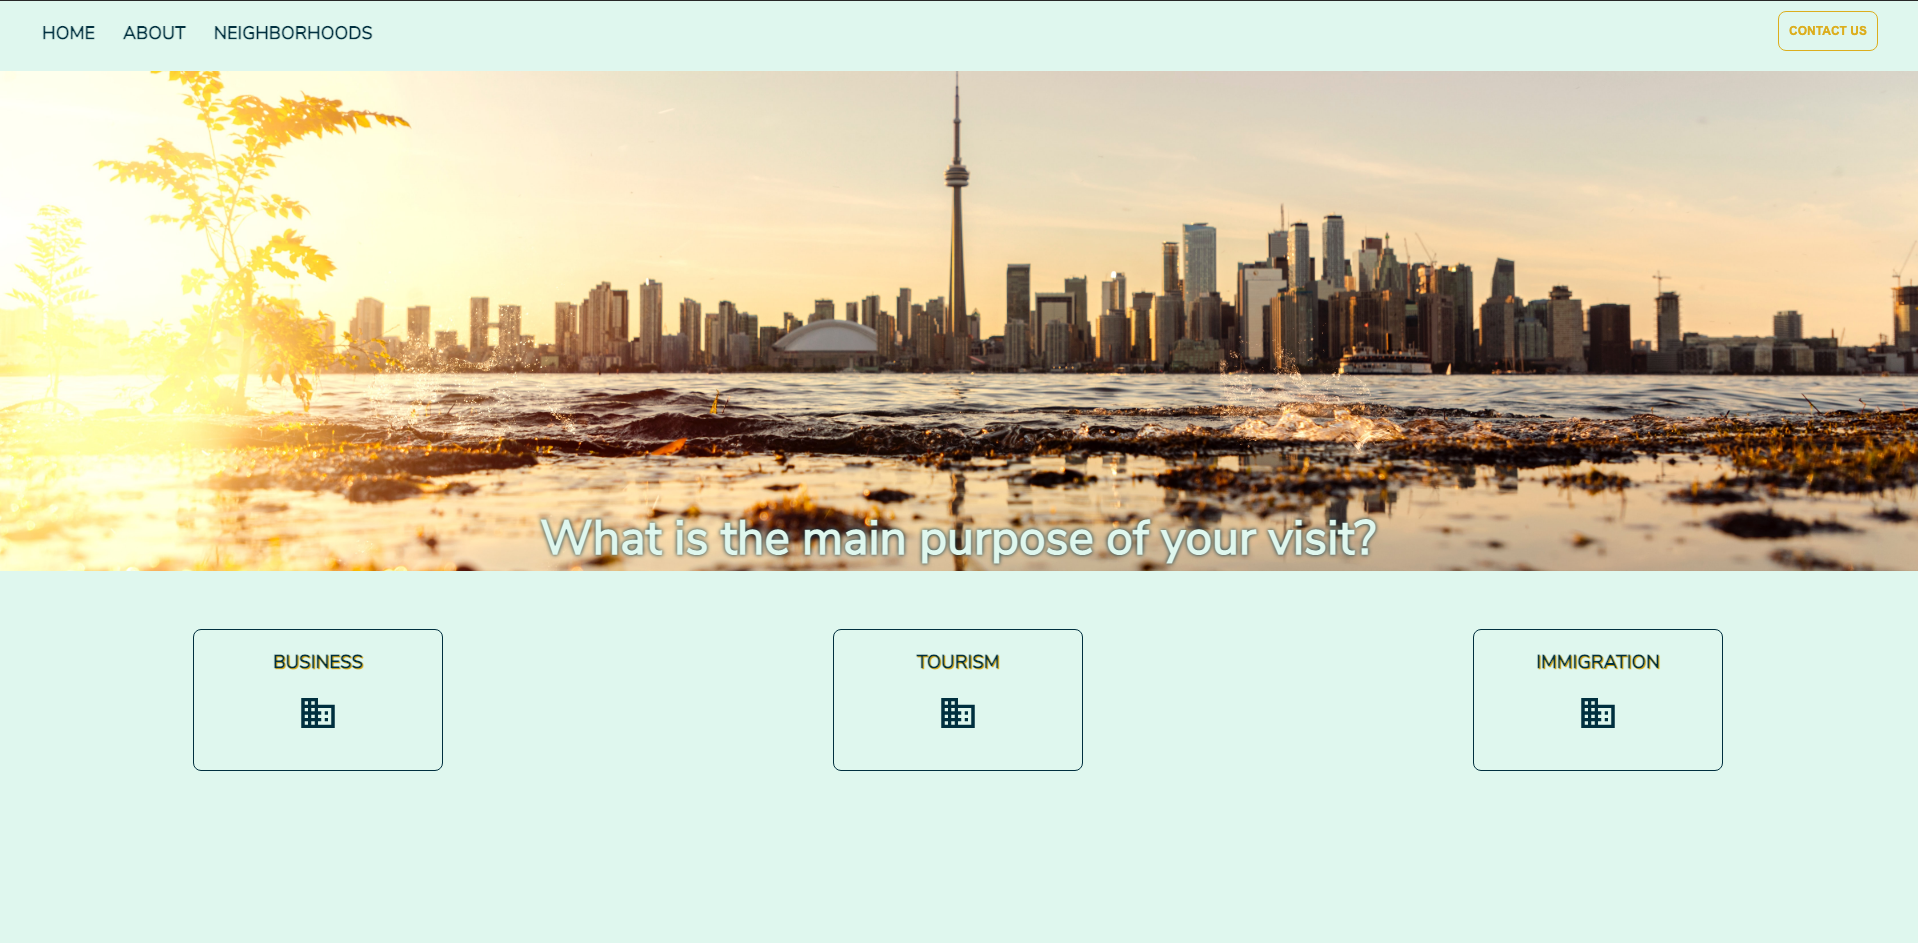 HOME ABOUT NEIGHBORHOODS CONTACT US
What is the main purpose of your visit?
BUSINESS TOURISM IMMIGRATION